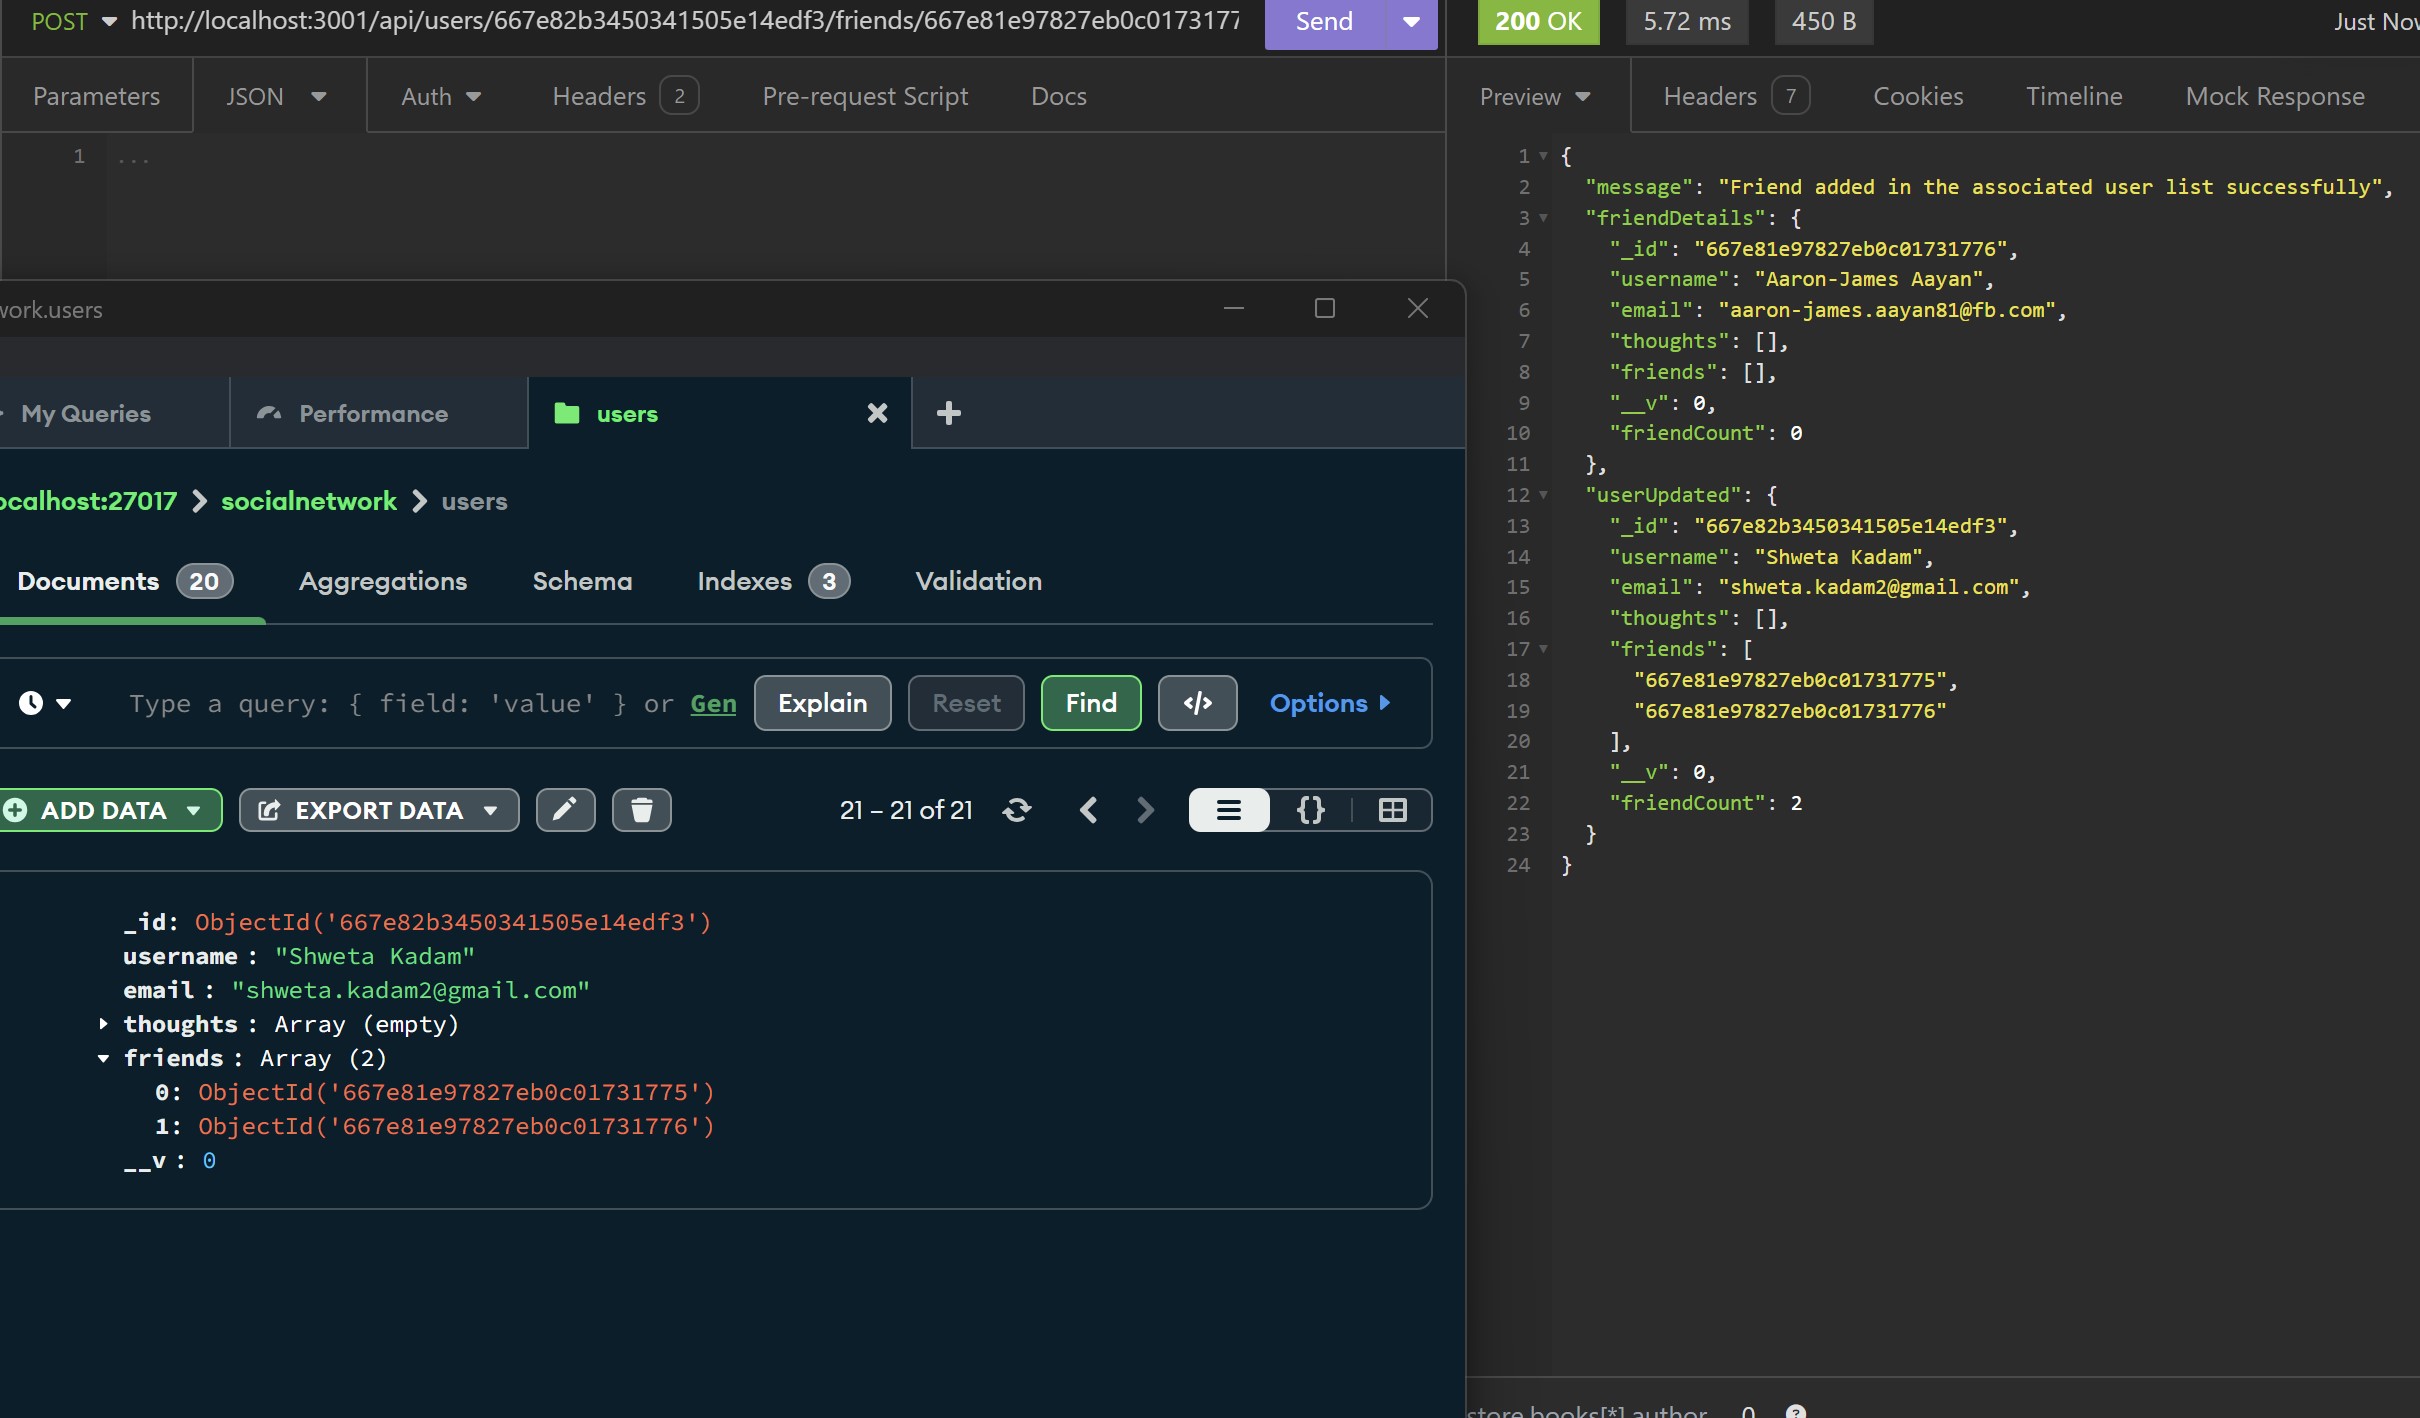 POST http://localhost:3001/api/users/667e82b3450341505e14edf3/friends/667e81e97827eb0c0173177 Send
200 OK 5.72 ms 450 B Just Now
Parameters JSON Auth Headers 2 Pre-request Script Docs
Preview Headers 7 Cookies Timeline Mock Response
1 ...
1 {
2 "message": "Friend added in the associated user list successfully",
3 "friendDetails": {
4 "_id": "667e81e97827eb0c01731776",
5 "username": "Aaron-James Aayan",
6 "email": "aaron-james.aayan81@fb.com",
7 "thoughts": [],
8 "friends": [],
9 "__v": 0,
10 "friendCount": 0
11 },
12 "userUpdated": {
13 "_id": "667e82b3450341505e14edf3",
14 "username": "Shweta Kadam",
15 "email": "shweta.kadam2@gmail.com",
16 "thoughts": [],
17 "friends": [
18 "667e81e97827eb0c01731775",
19 "667e81e97827eb0c01731776"
20 ],
21 "__v": 0,
22 "friendCount": 2
23 }
24 }
work.users
My Queries Performance users
ocalhost:27017 > socialnetwork > users
Documents 20 Aggregations Schema Indexes 3 Validation
Type a query: { field: 'value' } or Gen Explain Reset Find </> Options
ADD DATA EXPORT DATA 21 – 21 of 21 {}
_id: ObjectId('667e82b3450341505e14edf3')
username : "Shweta Kadam"
email : "shweta.kadam2@gmail.com"
thoughts : Array (empty)
friends : Array (2)
0: ObjectId('667e81e97827eb0c01731775')
1: ObjectId('667e81e97827eb0c01731776')
__v : 0
store.books[*].author 0 ?